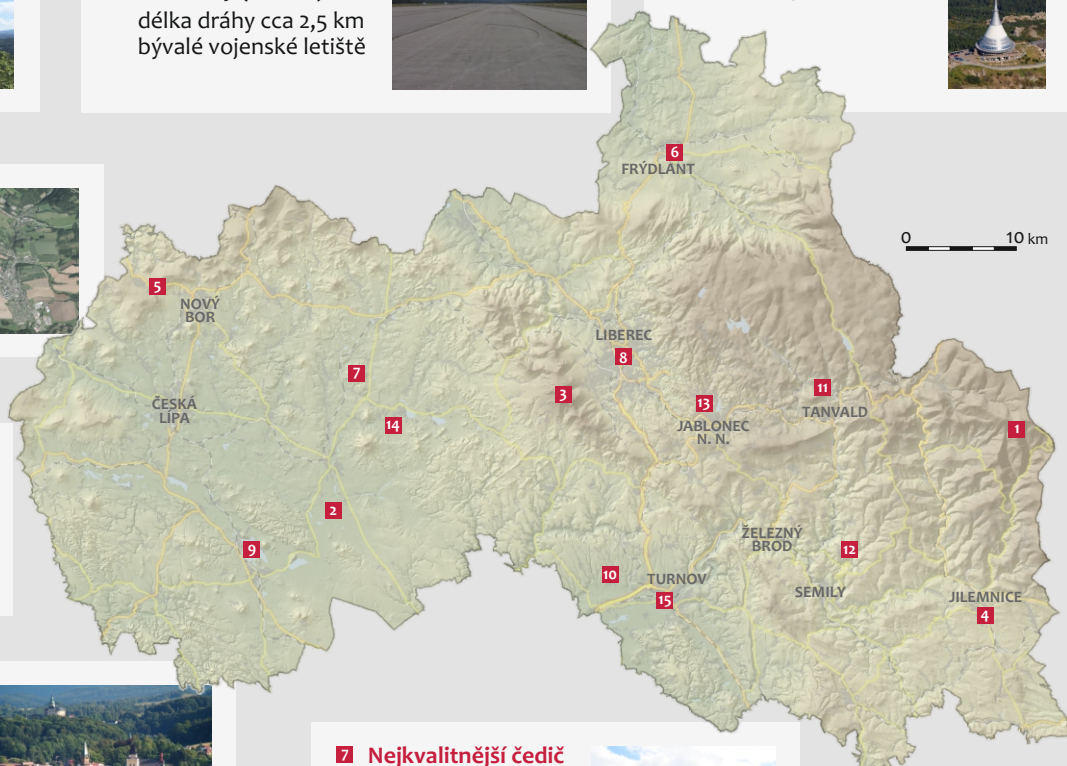 délka dráhy cca 2,5 km
bývalé vojenské letiště
6
FRÝDLANT
0 10 km
5
NOVÝ
BOR
LIBEREC
8
7
3
11
13
TANVALD
ČESKÁ
LÍPA
JABLONEC
N. N.
14
1
2
ŽELEZNÝ
BROD
9
12
10
TURNOV
SEMILY
15
JILEMNICE
4
7 Nejkvalitnější čedič